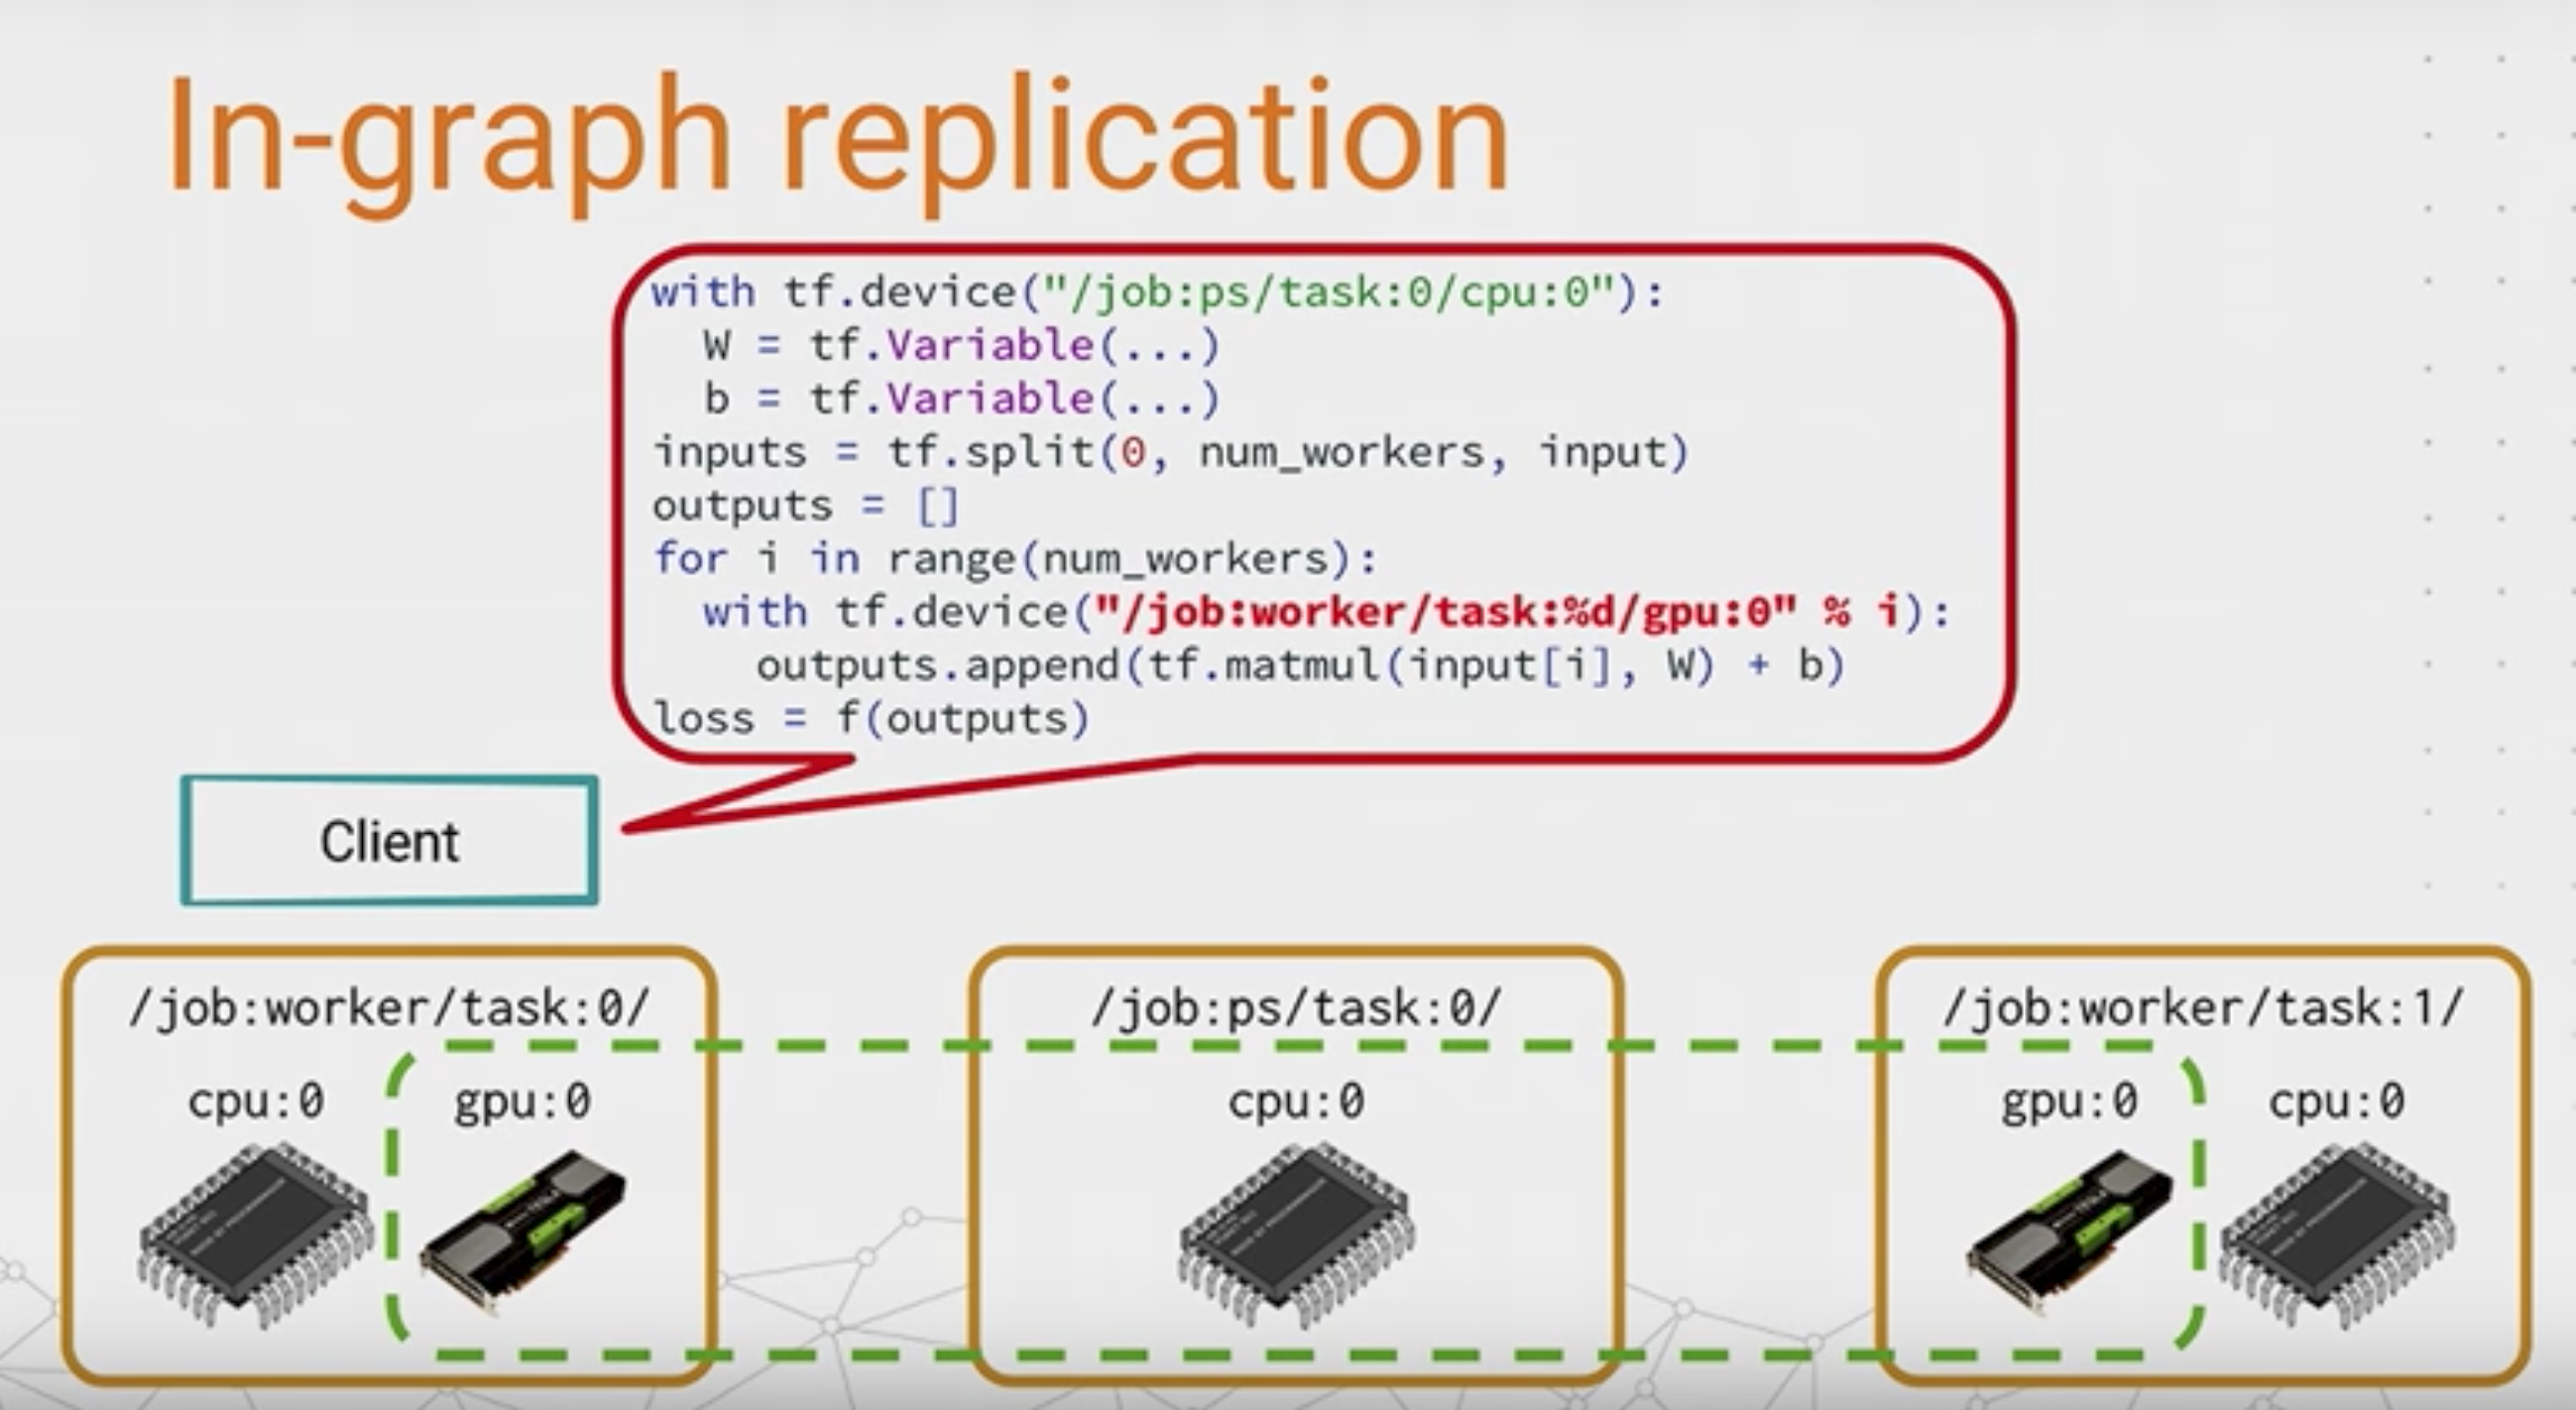 In-graph replication
with tf.device("/job:ps/task:0/cpu:0"):
W = tf.Variable(...)
b = tf.Variable(...)
inputs = tf.split(0, num_workers, input)
outputs = []
for i in range(num_workers):
with tf.device("/job:worker/task:%d/gpu:0" % i):
outputs.append(tf.matmul(input[i], W) + b)
loss = f(outputs)
Client
/job:worker/task:0/
cpu:0 gpu:0
/job:ps/task:0/
cpu:0
/job:worker/task:1/
gpu:0 cpu:0